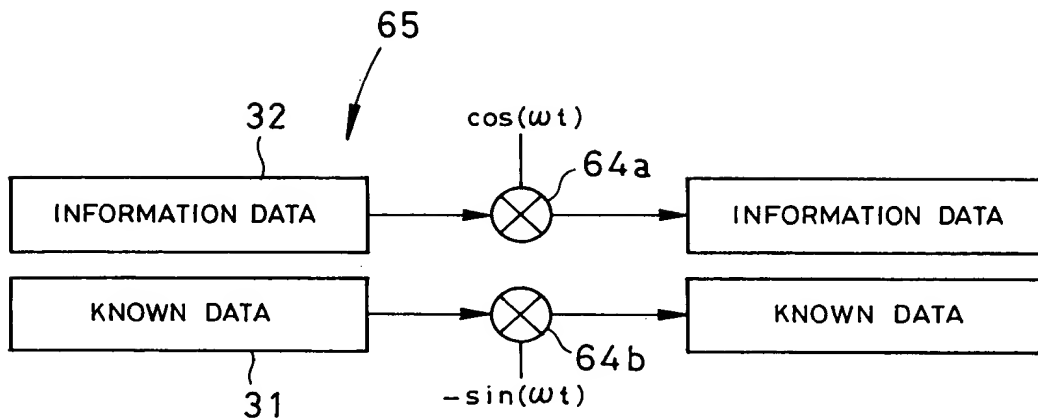 65
32
cos(ωt)
64a
INFORMATION DATA
INFORMATION DATA
KNOWN DATA
KNOWN DATA
64b
31
-sin(ωt)